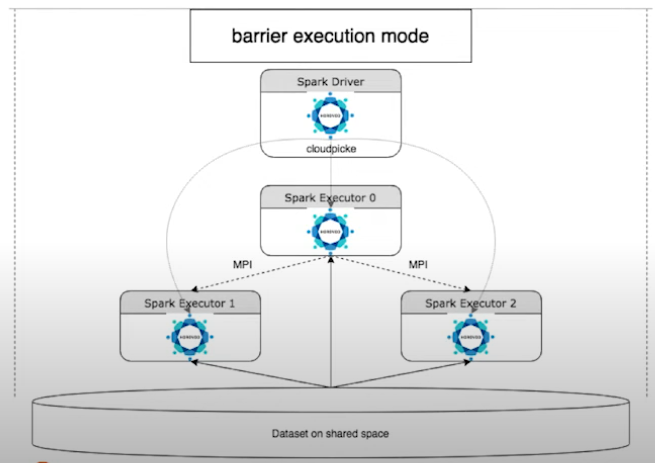 barrier execution mode
Spark Driver
HOROVOD
cloudpicke
Spark Executor 0
HOROVOD
MPI
MPI
Spark Executor 1
Spark Executor 2
HOROVOD
HOROVOD
Dataset on shared space